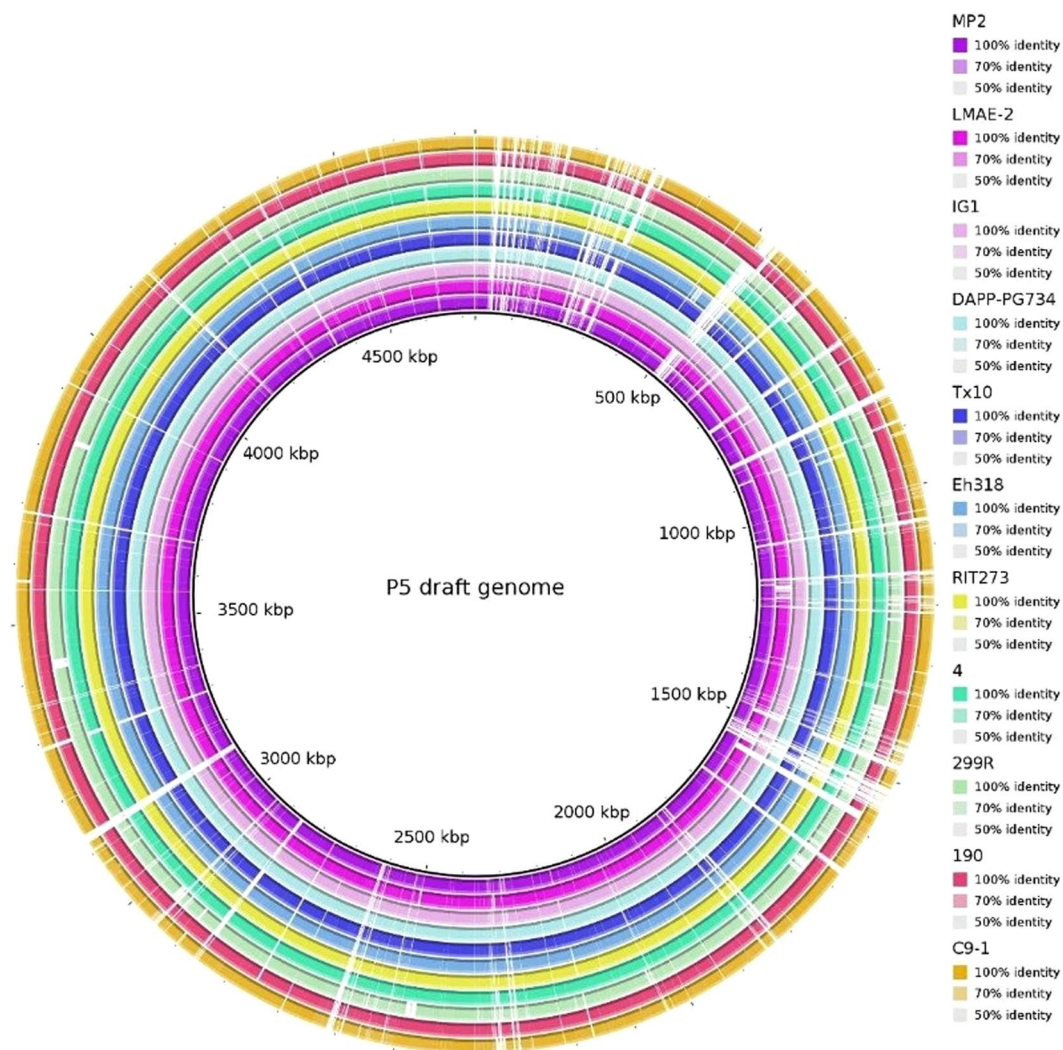 MP2
100% identity
70% identity
50% identity
LMAE-2
100% identity
70% identity
50% identity
IG1
100% identity
70% identity
50% identity
DAPP-PG734
100% identity
70% identity
50% identity
Tx10
100% identity
70% identity
50% identity
Eh318
100% identity
70% identity
50% identity
RIT273
100% identity
70% identity
50% identity
4
100% identity
70% identity
50% identity
299R
100% identity
70% identity
50% identity
190
100% identity
70% identity
50% identity
C9-1
100% identity
70% identity
50% identity
4500 kbp
500 kbp
4000 kbp
1000 kbp
P5 draft genome
3500 kbp
1500 kbp
3000 kbp
2000 kbp
2500 kbp